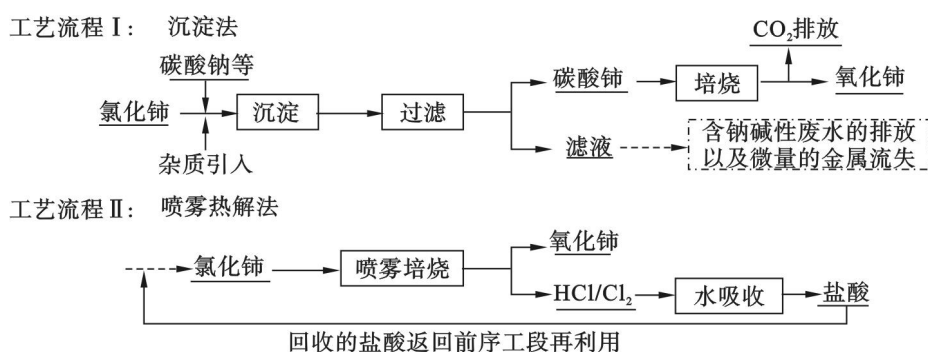 工艺流程Ⅰ： 沉淀法
CO₂排放
碳酸钠等
碳酸铈
培烧
氧化铈
氯化铈
沉淀
过滤
滤液
含钠碱性废水的排放
以及微量的金属流失
杂质引入
工艺流程Ⅱ： 喷雾热解法
氧化铈
氯化铈
喷雾培烧
HCl/Cl₂
水吸收
盐酸
回收的盐酸返回前序工段再利用